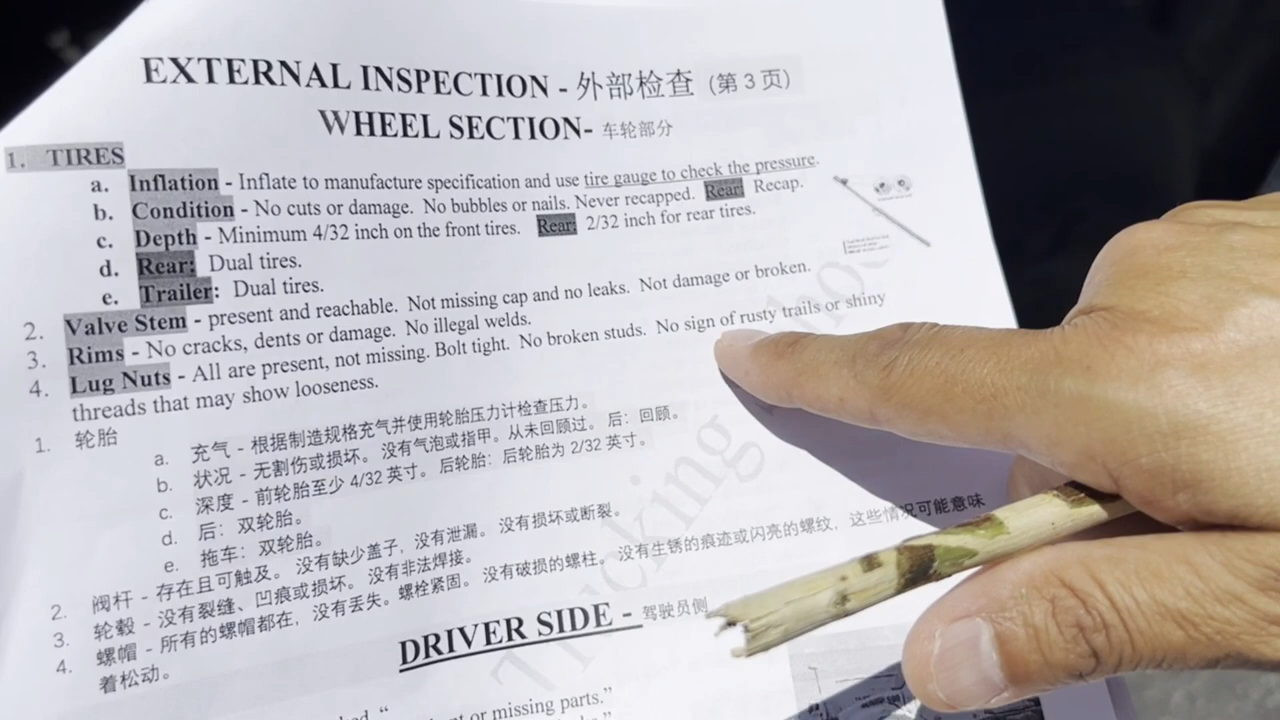 EXTERNAL INSPECTION - 外部检查 (第 3 页)
WHEEL SECTION- 车轮部分
1. TIRES
a. Inflation - Inflate to manufacture specification and use tire gauge to check the pressure.
b. Condition - No cuts or damage. No bubbles or nails. Never recapped. Rear: Recap.
c. Depth - Minimum 4/32 inch on the front tires. Rear: 2/32 inch for rear tires.
d. Rear: Dual tires.
e. Trailer: Dual tires.
2. Valve Stem - present and reachable. Not missing cap and no leaks. Not damage or broken.
3. Rims - No cracks, dents or damage. No illegal welds.
4. Lug Nuts - All are present, not missing. Bolt tight. No broken studs. No sign of rusty trails or shiny
threads that may show looseness.
1. 轮胎
a. 充气 - 根据制造规格充气并使用轮胎压力计检查压力。
b. 状况 - 无割伤或损坏。 没有气泡或指甲。从未回顾过。 后: 回顾。
c. 深度 - 前轮胎至少 4/32 英寸。后轮胎: 后轮胎为 2/32 英寸。
d. 后: 双轮胎。
e. 拖车: 双轮胎。
2. 阀杆 - 存在且可触及。 没有缺少盖子, 没有泄漏。 没有损坏或断裂。
3. 轮毂 - 没有裂缝、凹痕或损坏。 没有非法焊接。
4. 螺帽 - 所有的螺帽都在, 没有丢失。螺栓紧固。 没有破损的螺柱。 没有生锈的痕迹或闪亮的螺纹, 这些情况可能意味
着松动。
DRIVER SIDE - 驾驶员侧
or missing parts."
Trucking